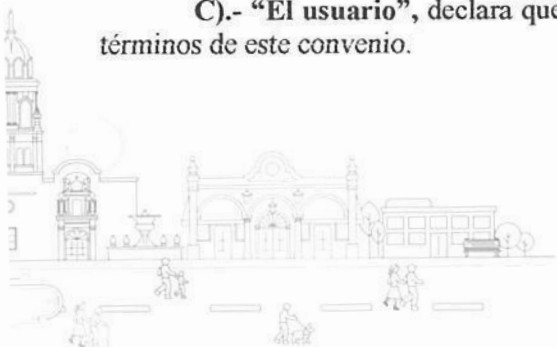 C).- “El usuario”, declara que
términos de este convenio.